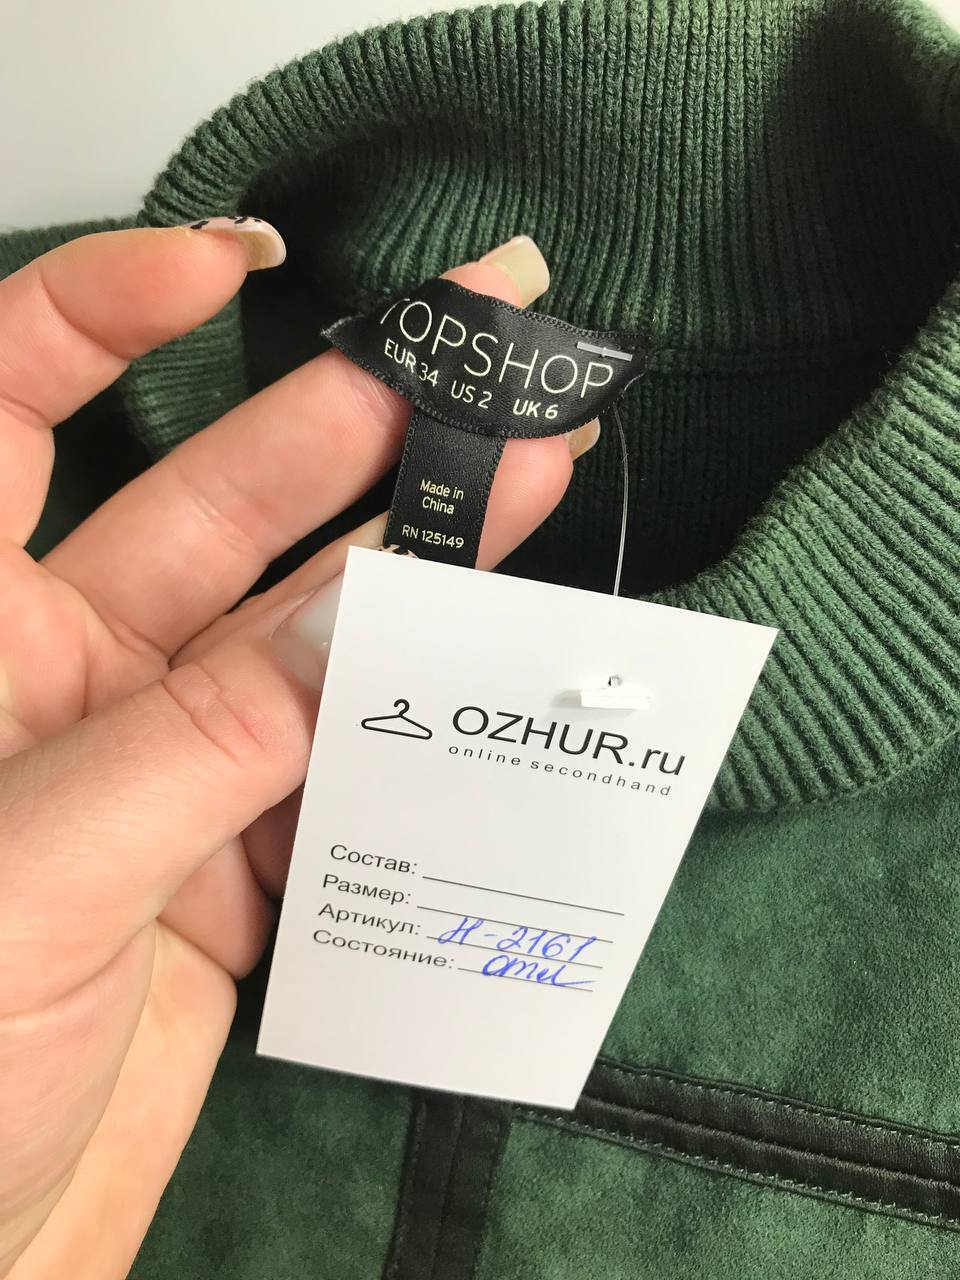 TOPSHOP
EUR 34 US 2 UK 6
Made in
China
RN 125149
OZHUR.ru
online secondhand
Состав:
Размер:
Артикул: Н-2161
Состояние: отл